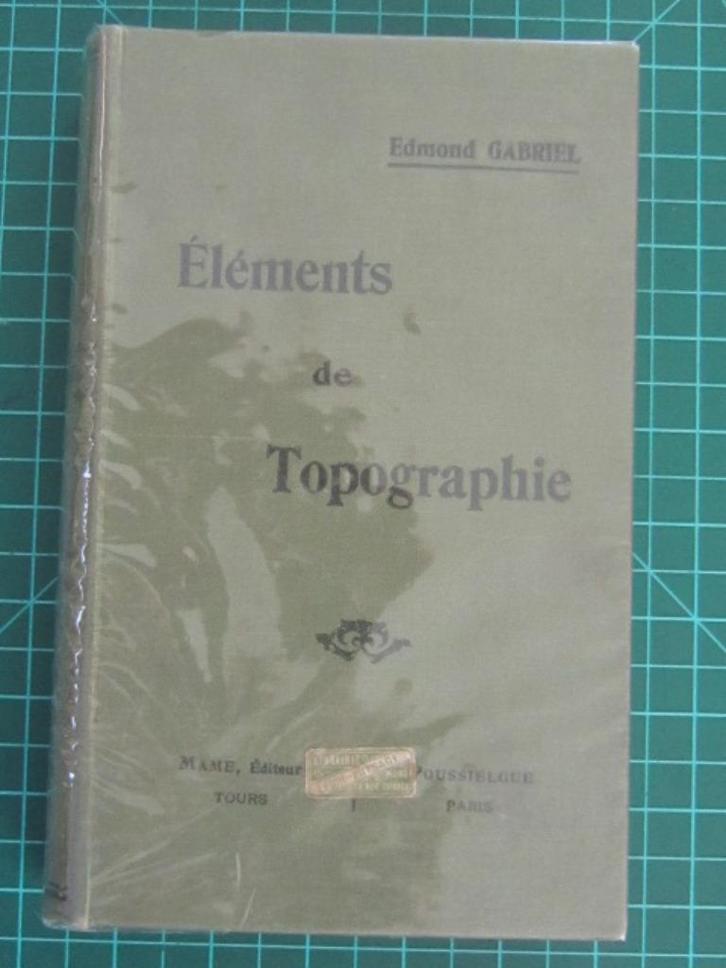 Edmond GABRIEL
Éléments
de
Topographie
MAME, Éditeur POUSSIELGUE
TOURS PARIS